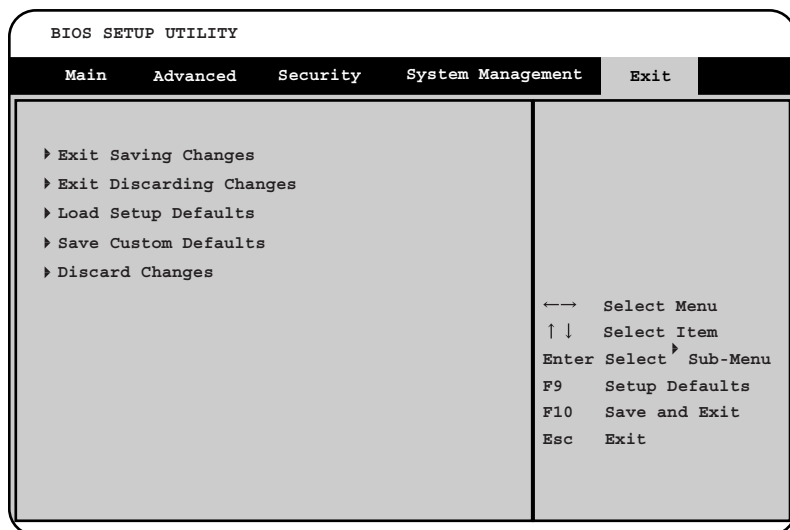 BIOS SETUP UTILITY
Main Advanced Security System Management Exit
Exit Saving Changes
Exit Discarding Changes
Load Setup Defaults
Save Custom Defaults
Discard Changes
←→ Select Menu
↑↓ Select Item
Enter Select Sub-Menu
F9 Setup Defaults
F10 Save and Exit
Esc Exit